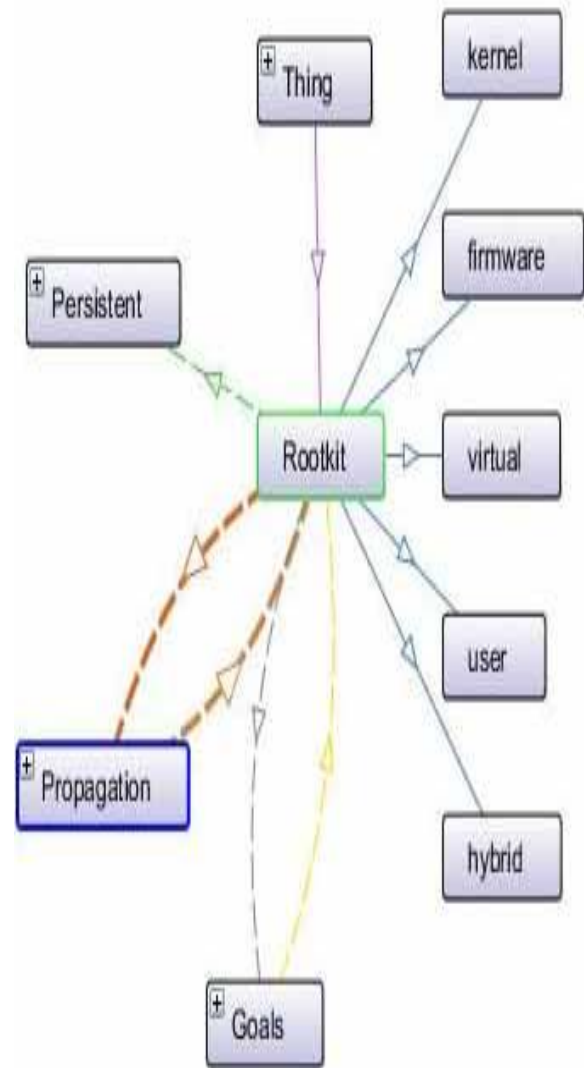 Thing
kernel
firmware
Persistent
Rootkit
virtual
user
Propagation
hybrid
Goals